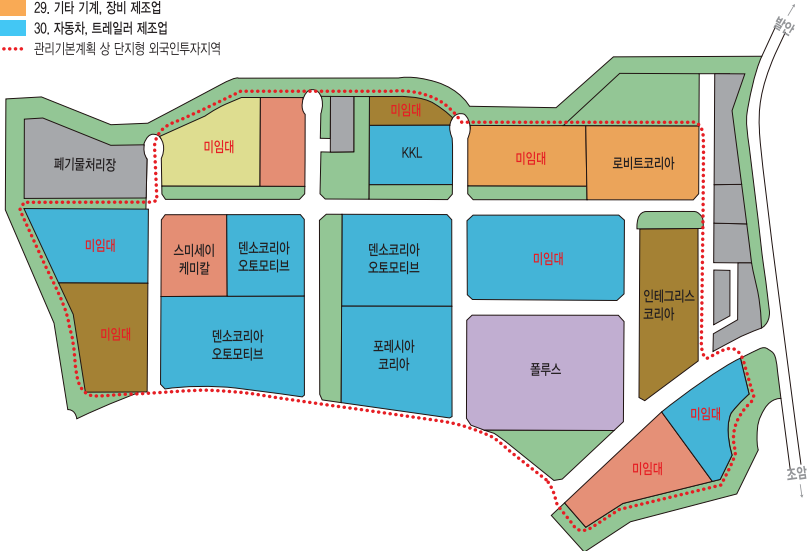 29. 기타 기계, 장비 제조업
30. 자동차, 트레일러 제조업
관리기본계획 상 단지형 외국인투자지역
발안
미임대
미임대
KKL
미임대
로비트코리아
폐기물처리장
미임대
스미세이
케미칼
덴소코리아
오토모티브
덴소코리아
오토모티브
미임대
인테그리스
코리아
미임대
덴소코리아
오토모티브
포레시아
코리아
폴루스
미임대
미임대
조암